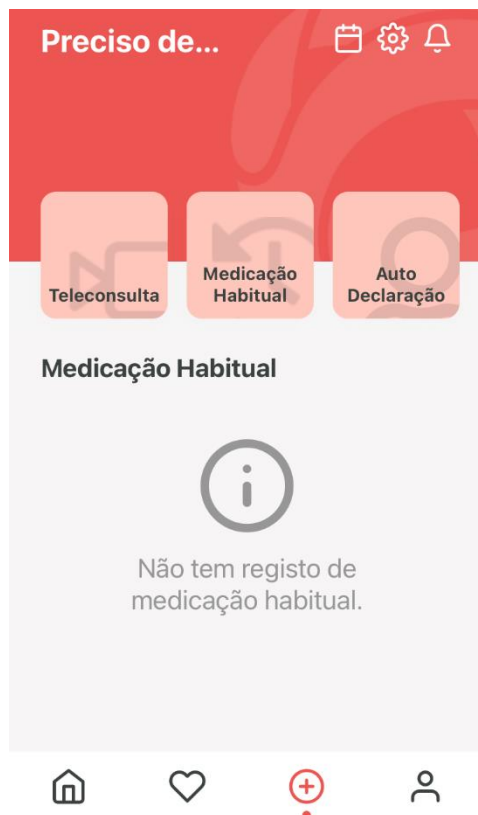 Preciso de...
Teleconsulta
Medicação
Habitual
Auto
Declaração
Medicação Habitual
Não tem registo de
medicação habitual.